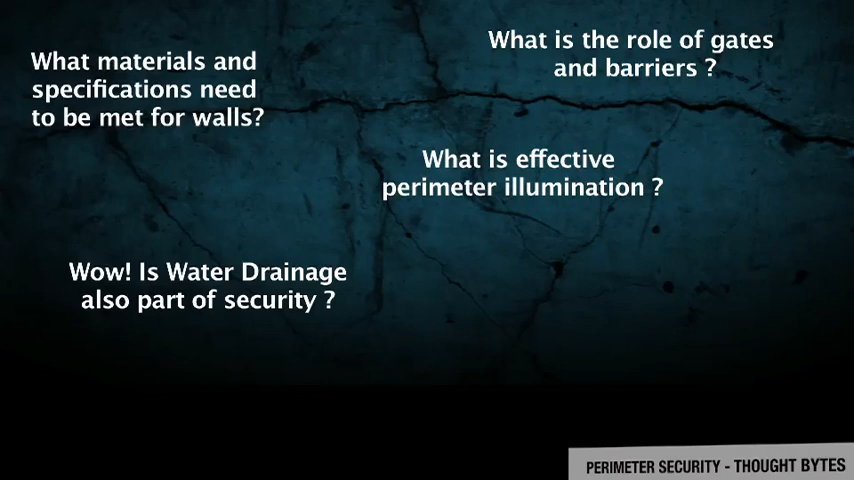 What materials and
specifications need
to be met for walls?
What is the role of gates
and barriers ?
What is effective
perimeter illumination ?
Wow! Is Water Drainage
also part of security ?
PERIMETER SECURITY - THOUGHT BYTES